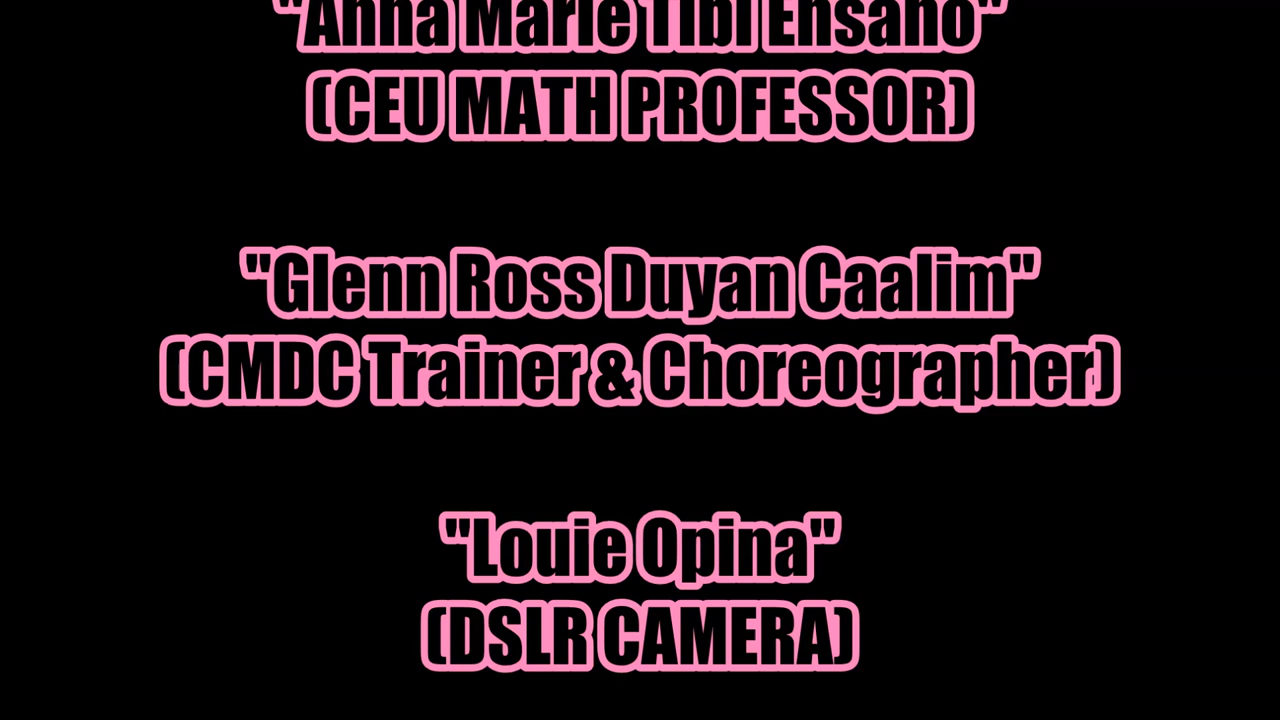 "Anna Marie Tibi Ensano"
(CEU MATH PROFESSOR)
"Glenn Ross Duyan Caalim"
(CMDC Trainer & Choreographer)
"Louie Opina"
(DSLR CAMERA)